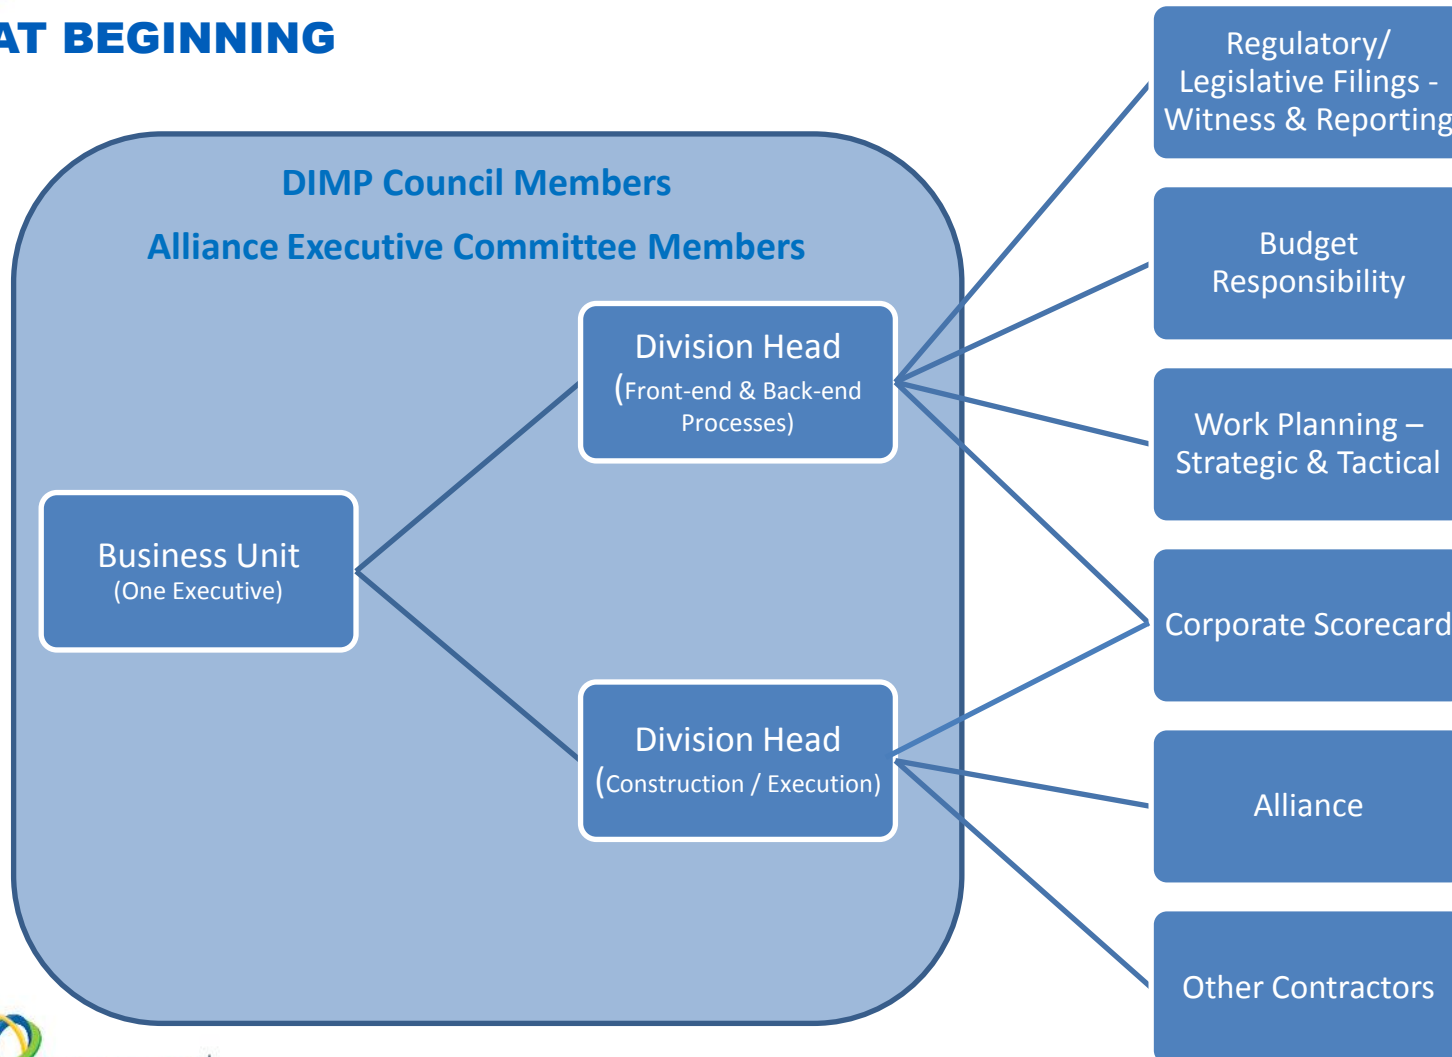 AT BEGINNING
DIMP Council Members
Alliance Executive Committee Members
Business Unit
(One Executive)
Division Head
(Front-end & Back-end
Processes)
Division Head
(Construction / Execution)
Regulatory/
Legislative Filings -
Witness & Reporting
Budget
Responsibility
Work Planning –
Strategic & Tactical
Corporate Scorecard
Alliance
Other Contractors